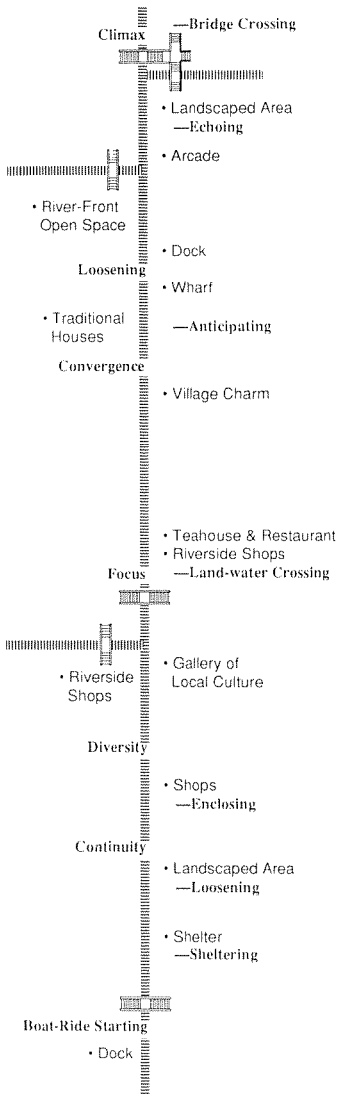 —Bridge Crossing
Climax
• Landscaped Area
—Echoing
• Arcade
• River-Front
Open Space
• Dock
Loosening
• Wharf
• Traditional
Houses
—Anticipating
Convergence
• Village Charm
• Teahouse & Restaurant
• Riverside Shops
Focus
—Land-water Crossing
• Gallery of
Local Culture
• Riverside
Shops
Diversity
• Shops
—Enclosing
Continuity
• Landscaped Area
—Loosening
• Shelter
—Sheltering
Boat-Ride Starting
• Dock